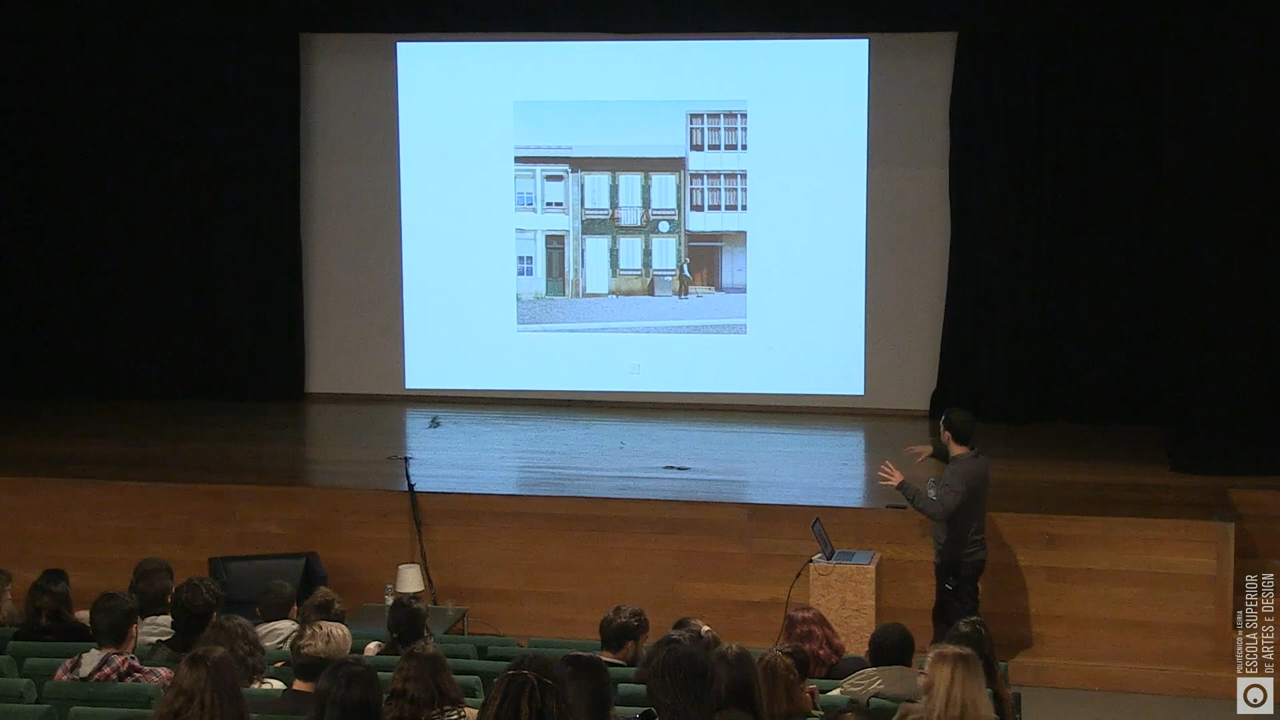 POLITÉCNICO DE LEIRIA
ESCOLA SUPERIOR
DE ARTES E DESIGN